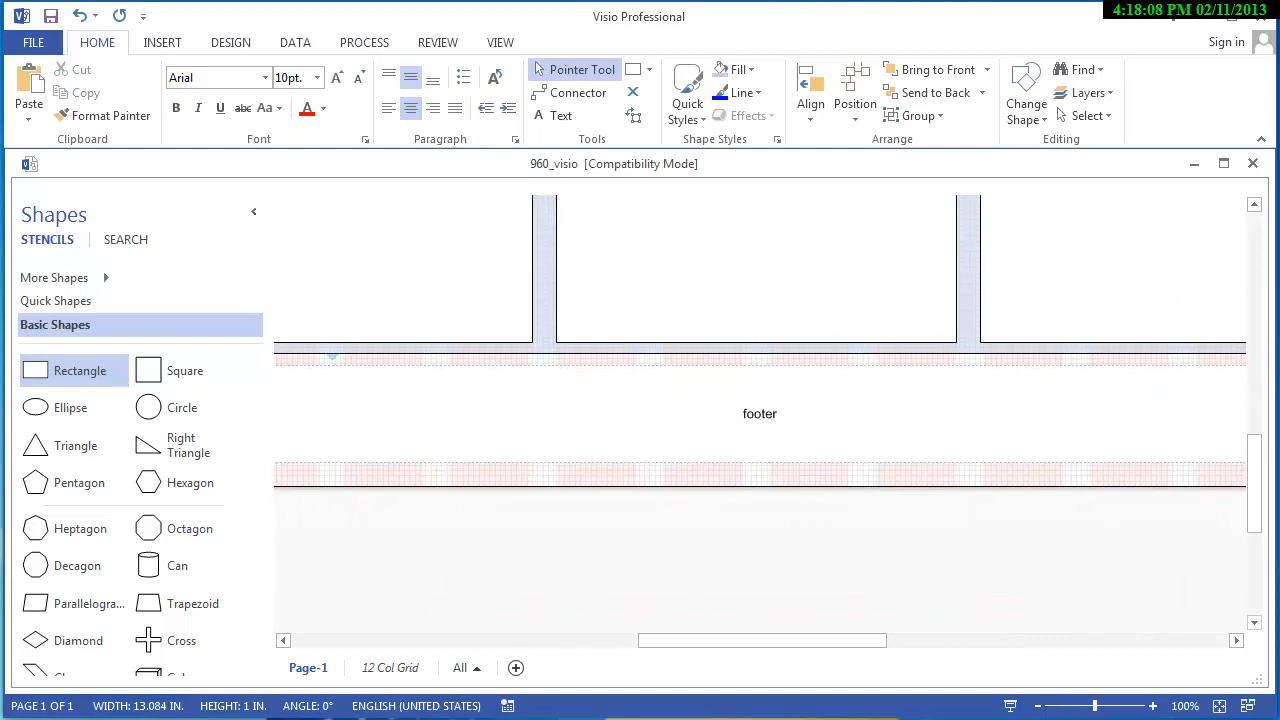 4:18:08 PM 02/11/2013
Visio Professional
FILE HOME INSERT DESIGN DATA PROCESS REVIEW VIEW Sign in
Paste
Cut
Copy
Format Painter
Clipboard
Arial 10pt.
Font
Paragraph
Pointer Tool
Connector
Text
Tools
Quick Styles
Fill
Line
Effects
Shape Styles
Align
Position
Bring to Front
Send to Back
Group
Arrange
Change Shape
Find
Layers
Select
Editing
960_visio [Compatibility Mode]
Shapes
STENCILS SEARCH
More Shapes
Quick Shapes
Basic Shapes
Rectangle Square
Ellipse Circle
Triangle Right Triangle
Pentagon Hexagon
Heptagon Octagon
Decagon Can
Parallelogra... Trapezoid
Diamond Cross
footer
Page-1 12 Col Grid All
PAGE 1 OF 1 WIDTH: 13.084 IN. HEIGHT: 1 IN. ANGLE: 0° ENGLISH (UNITED STATES) 100%